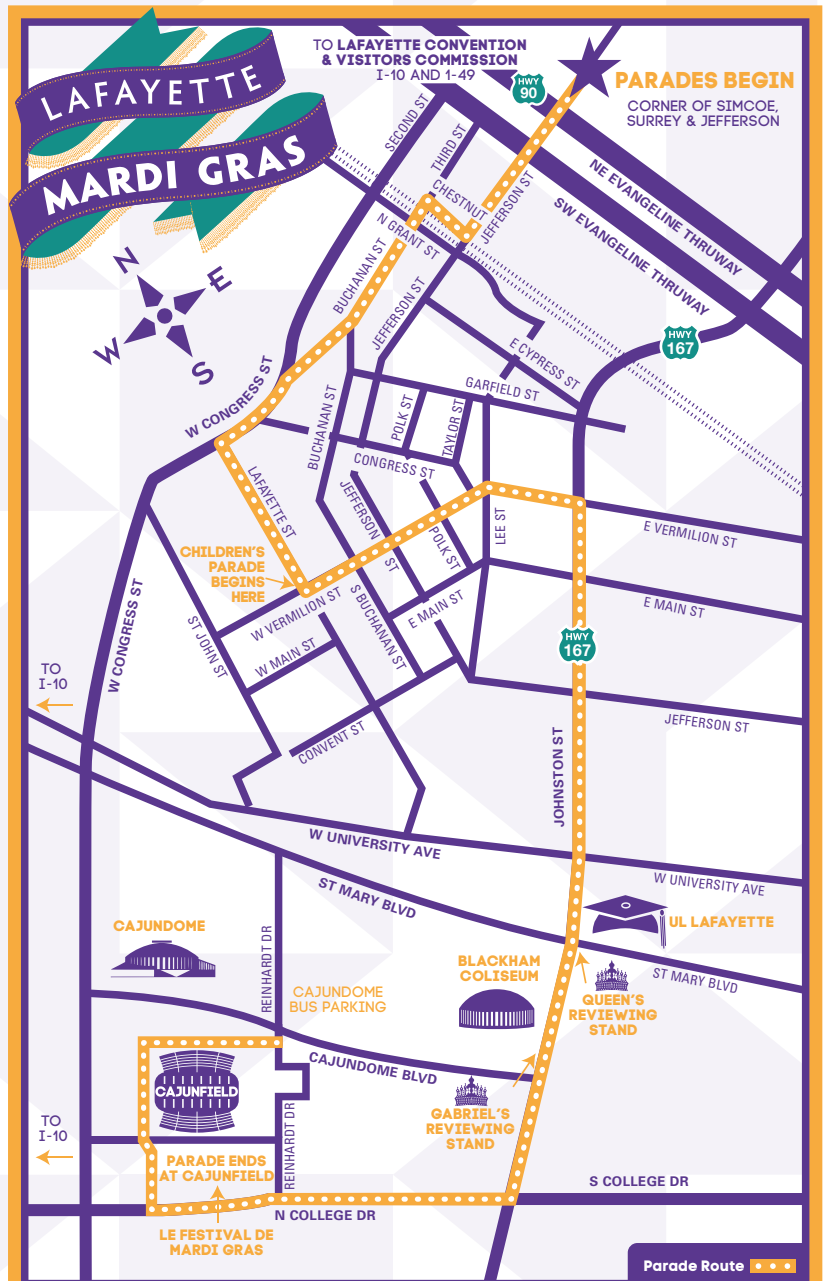 LAFAYETTE
MARDI GRAS
TO LAFAYETTE CONVENTION
& VISITORS COMMISSION
I-10 AND 1-49
HWY
90
PARADES BEGIN
CORNER OF SIMCOE,
SURREY & JEFFERSON
SECOND ST
THIRD ST
CHESTNUT
JEFFERSON ST
N GRANT ST
NE EVANGELINE THRUWAY
SW EVANGELINE THRUWAY
N
E
W
S
BUCHANAN ST
JEFFERSON ST
HWY
167
E CYPRESS ST
GARFIELD ST
W CONGRESS ST
BUCHANAN ST
POLK ST
TAYLOR ST
CONGRESS ST
LAFAYETTE ST
JEFFERSON
ST
POLK ST
LEE ST
E VERMILION ST
CHILDREN'S
PARADE
BEGINS
HERE
W VERMILION ST
S BUCHANAN ST
E MAIN ST
E MAIN ST
W CONGRESS ST
ST JOHN ST
W MAIN ST
HWY
167
TO
I-10
CONVENT ST
JEFFERSON ST
JOHNSTON ST
W UNIVERSITY AVE
W UNIVERSITY AVE
ST MARY BLVD
UL LAFAYETTE
CAJUNDOME
REINHARDT DR
BLACKHAM
COLISEUM
ST MARY BLVD
CAJUNDOME
BUS PARKING
QUEEN'S
REVIEWING
STAND
CAJUNDOME BLVD
CAJUNFIELD
GABRIEL'S
REVIEWING
STAND
TO
I-10
REINHARDT DR
PARADE ENDS
AT CAJUNFIELD
S COLLEGE DR
N COLLEGE DR
LE FESTIVAL DE
MARDI GRAS
Parade Route